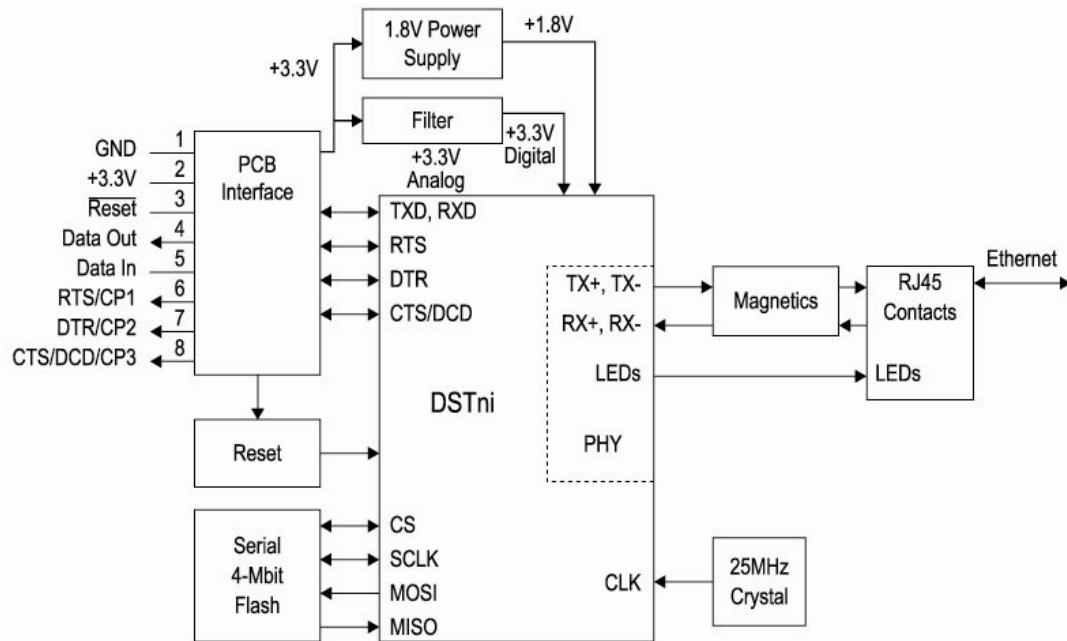 1.8V Power
Supply
+1.8V
+3.3V
Filter
+3.3V
Digital
+3.3V
Analog
GND
1
+3.3V
2
Reset
3
Data Out
4
Data In
5
RTS/CP1
6
DTR/CP2
7
CTS/DCD/CP3
8
PCB
Interface
TXD, RXD
RTS
DTR
CTS/DCD
DSTni
TX+, TX-
RX+, RX-
LEDs
PHY
Magnetics
RJ45
Contacts
LEDs
Ethernet
Reset
Serial
4-Mbit
Flash
CS
SCLK
MOSI
MISO
CLK
25MHz
Crystal